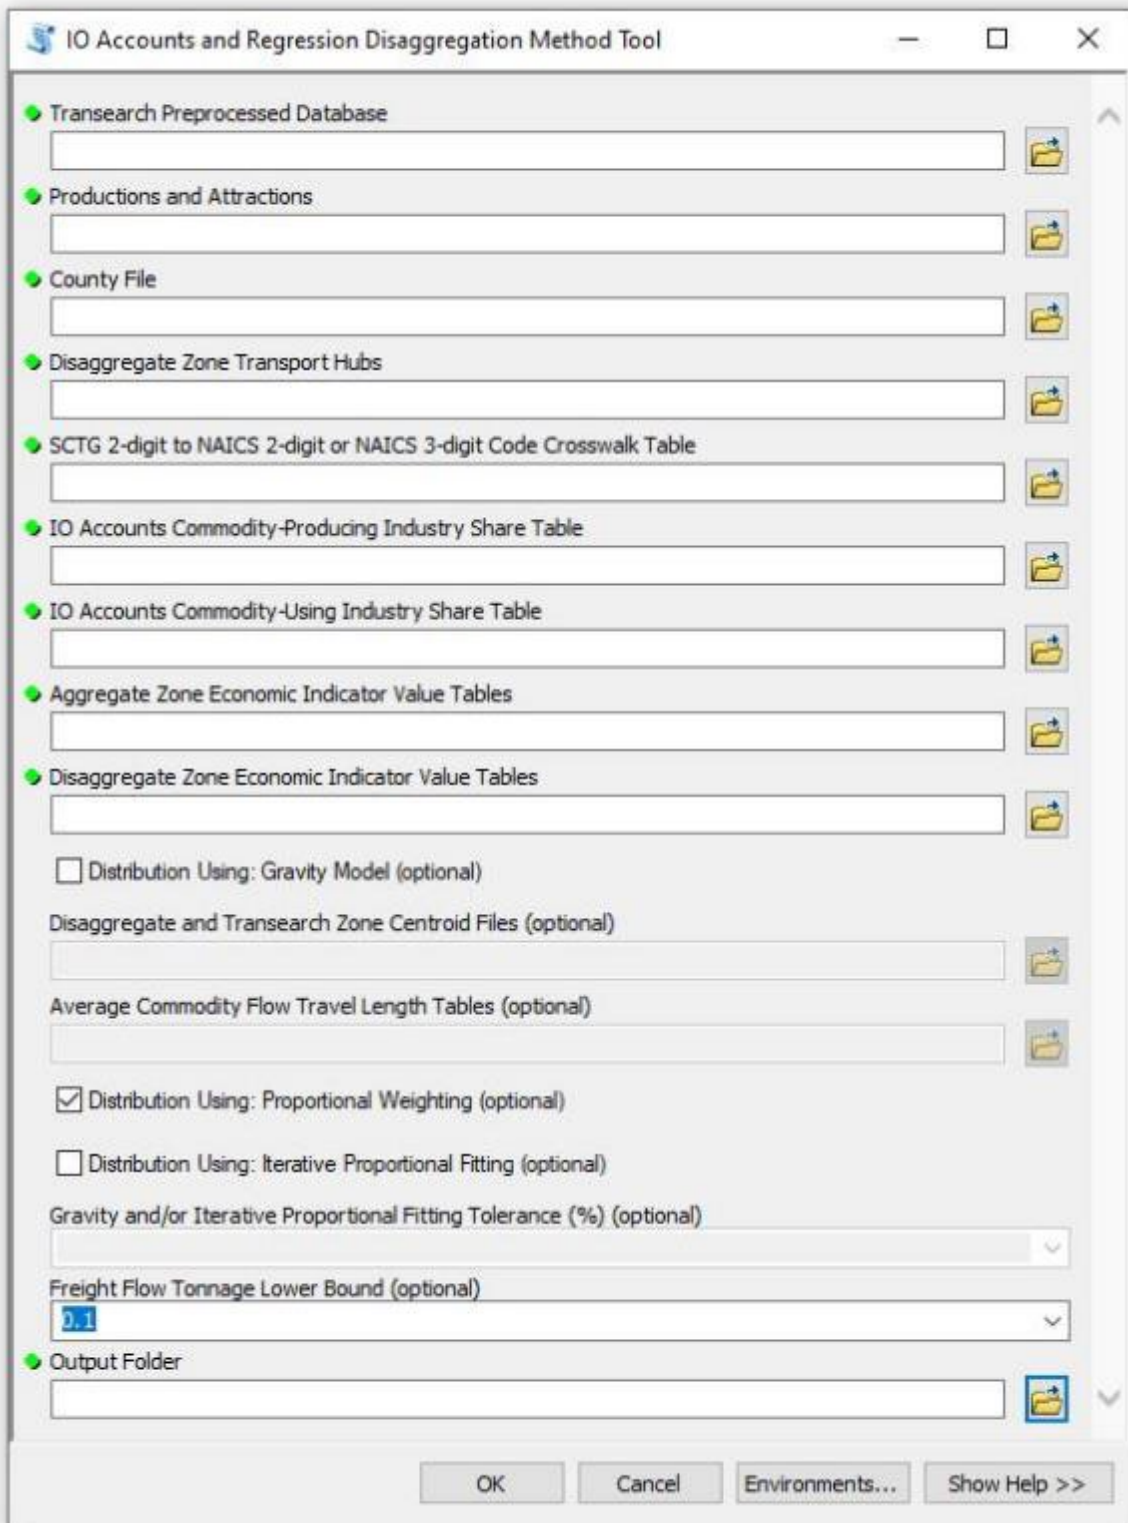 IO Accounts and Regression Disaggregation Method Tool
Transearch Preprocessed Database
Productions and Attractions
County File
Disaggregate Zone Transport Hubs
SCTG 2-digit to NAICS 2-digit or NAICS 3-digit Code Crosswalk Table
IO Accounts Commodity-Producing Industry Share Table
IO Accounts Commodity-Using Industry Share Table
Aggregate Zone Economic Indicator Value Tables
Disaggregate Zone Economic Indicator Value Tables
Distribution Using: Gravity Model (optional)
Disaggregate and Transearch Zone Centroid Files (optional)
Average Commodity Flow Travel Length Tables (optional)
Distribution Using: Proportional Weighting (optional)
Distribution Using: Iterative Proportional Fitting (optional)
Gravity and/or Iterative Proportional Fitting Tolerance (%) (optional)
Freight Flow Tonnage Lower Bound (optional)
0.1
Output Folder
OK Cancel Environments... Show Help >>